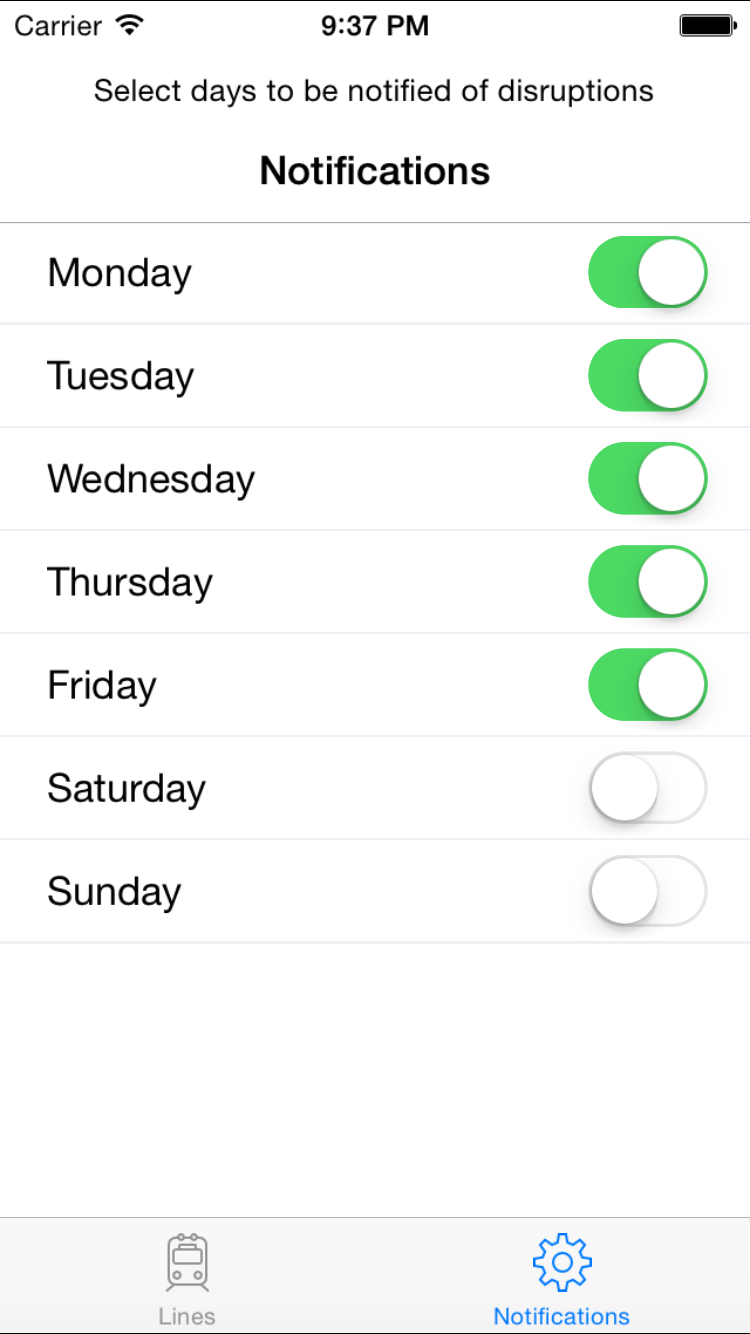 Carrier 9:37 PM
Select days to be notified of disruptions
Notifications
Monday
Tuesday
Wednesday
Thursday
Friday
Saturday
Sunday
Lines Notifications